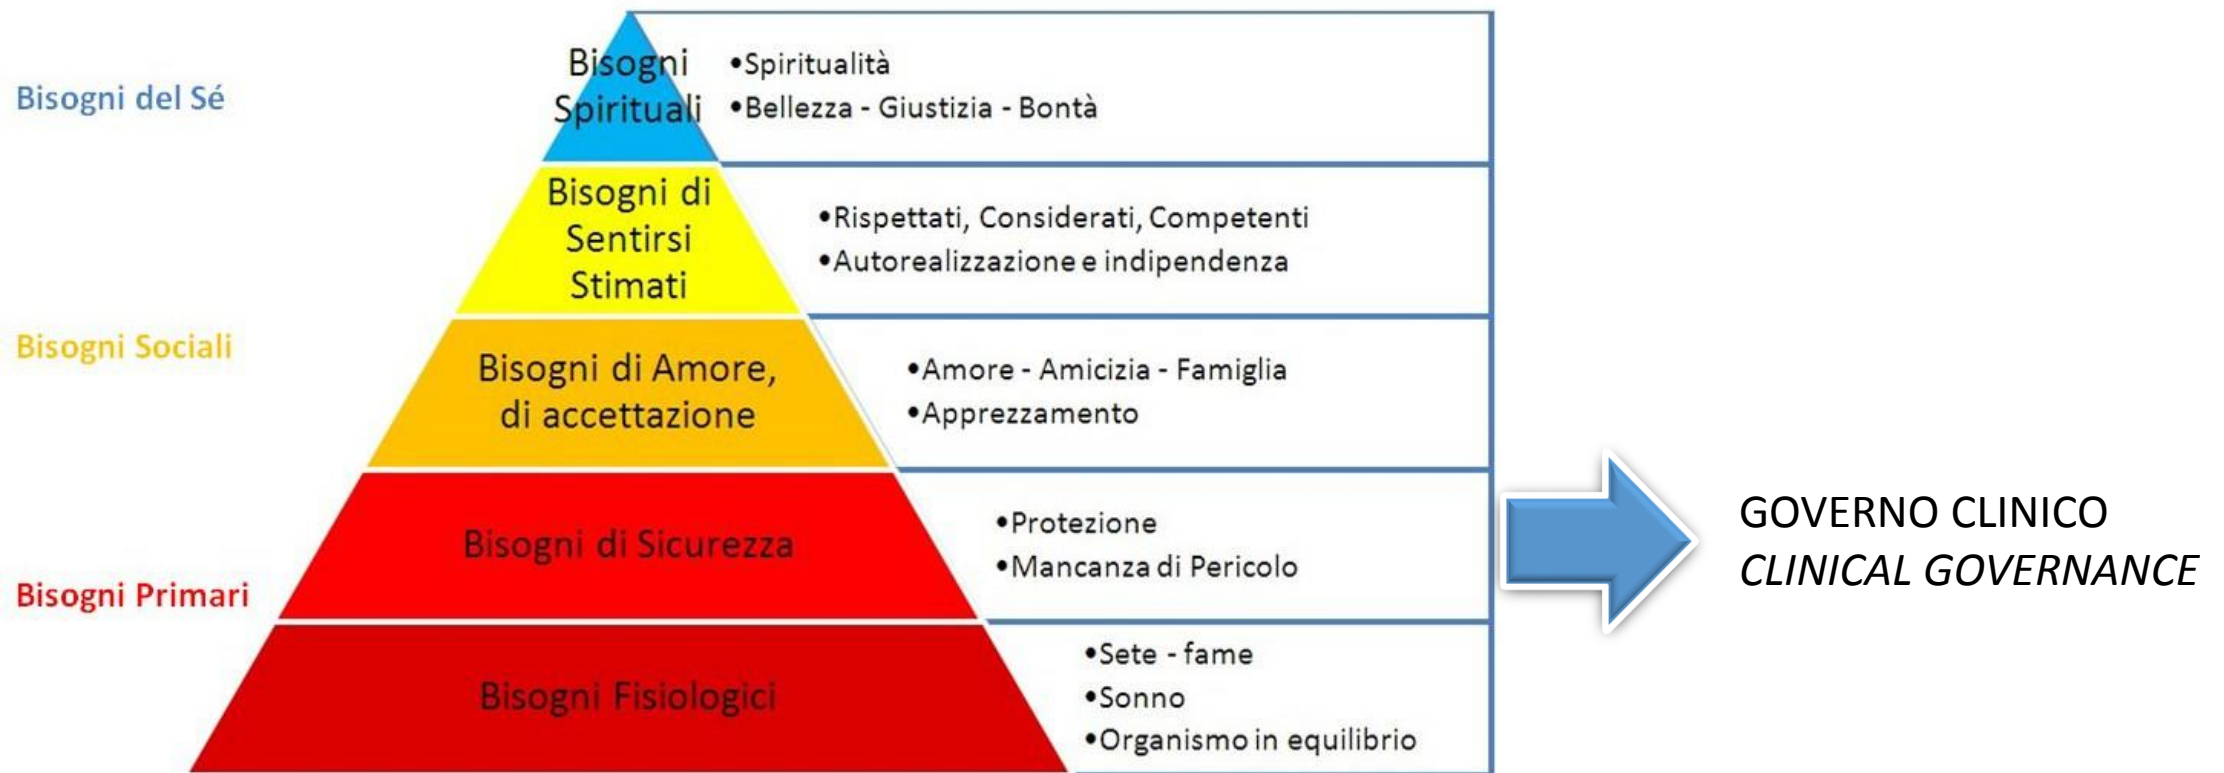 Bisogni del Sé
Bisogni
Spirituali
•Spiritualità
•Bellezza - Giustizia - Bontà
Bisogni di
Sentirsi
Stimati
•Rispettati, Considerati, Competenti
•Autorealizzazione e indipendenza
Bisogni Sociali
Bisogni di Amore,
di accettazione
•Amore - Amicizia - Famiglia
•Apprezzamento
Bisogni Primari
Bisogni di Sicurezza
•Protezione
•Mancanza di Pericolo
Bisogni Fisiologici
•Sete - fame
•Sonno
•Organismo in equilibrio
GOVERNO CLINICO
CLINICAL GOVERNANCE